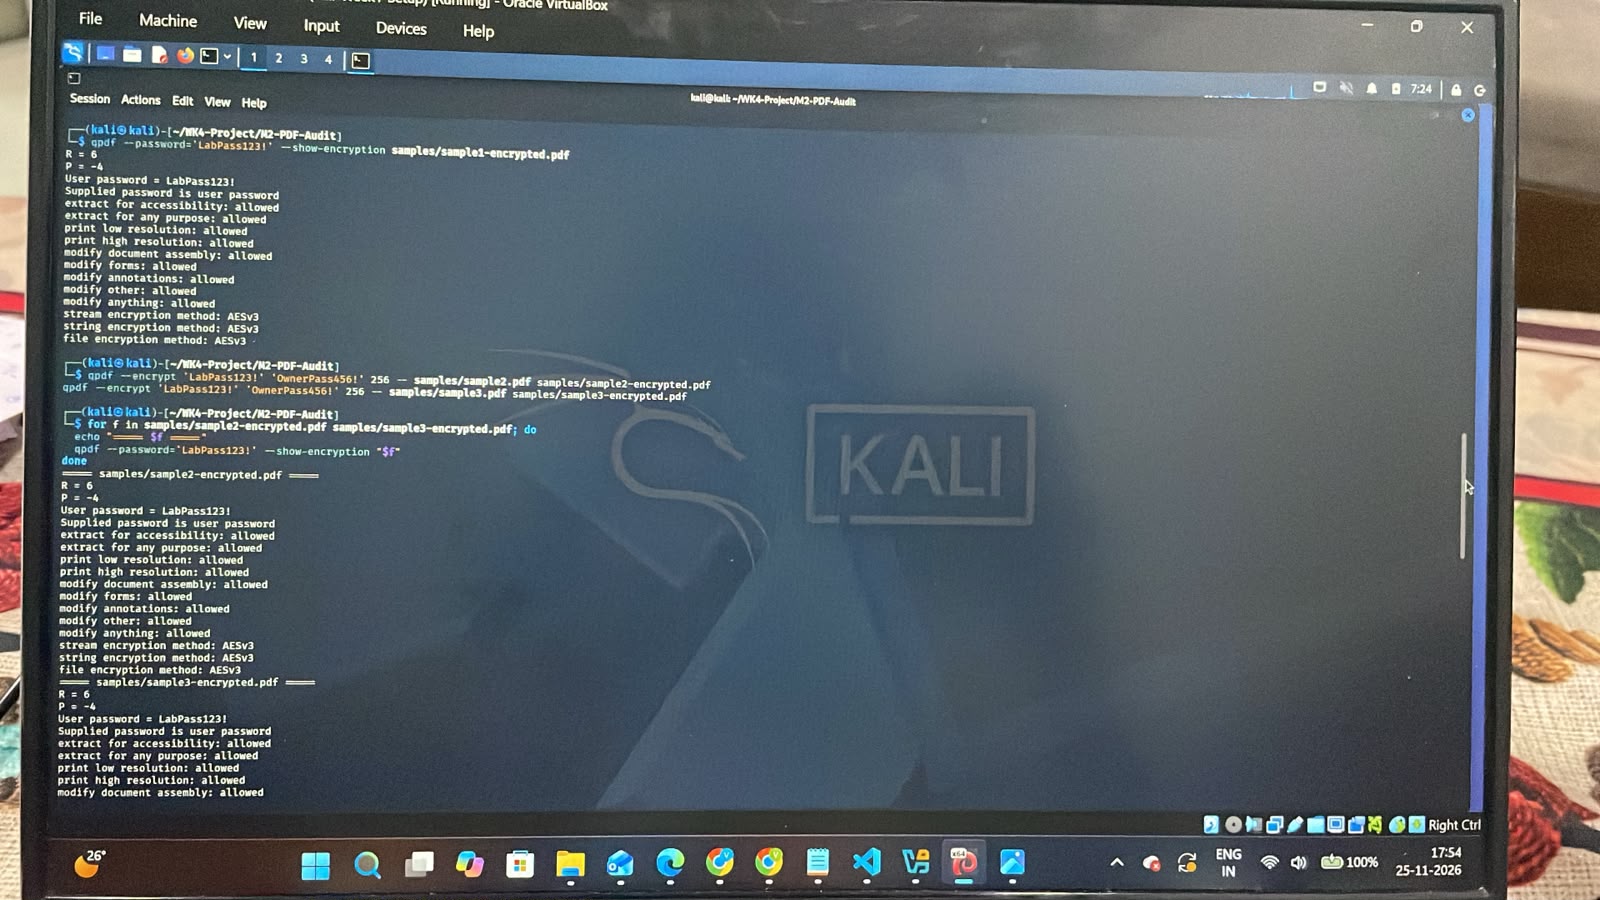 Setup) [Running] - Oracle VirtualBox
File Machine View Input Devices Help
1 2 3 4
7:24
Session Actions Edit View Help
kali@kali: ~/WK4-Project/M2-PDF-Audit
┌──(kali㉿kali)-[~/WK4-Project/M2-PDF-Audit]
└─$ qpdf --password='LabPass123!' --show-encryption samples/sample1-encrypted.pdf
R = 6
P = -4
User password = LabPass123!
Supplied password is user password
extract for accessibility: allowed
extract for any purpose: allowed
print low resolution: allowed
print high resolution: allowed
modify document assembly: allowed
modify forms: allowed
modify annotations: allowed
modify other: allowed
modify anything: allowed
stream encryption method: AESv3
string encryption method: AESv3
file encryption method: AESv3
┌──(kali㉿kali)-[~/WK4-Project/M2-PDF-Audit]
└─$ qpdf --encrypt 'LabPass123!' 'OwnerPass456!' 256 -- samples/sample2.pdf samples/sample2-encrypted.pdf
qpdf --encrypt 'LabPass123!' 'OwnerPass456!' 256 -- samples/sample3.pdf samples/sample3-encrypted.pdf
┌──(kali㉿kali)-[~/WK4-Project/M2-PDF-Audit]
└─$ for f in samples/sample2-encrypted.pdf samples/sample3-encrypted.pdf; do
echo "===== $f ====="
qpdf --password='LabPass123!' --show-encryption "$f"
done
===== samples/sample2-encrypted.pdf =====
R = 6
P = -4
User password = LabPass123!
Supplied password is user password
extract for accessibility: allowed
extract for any purpose: allowed
print low resolution: allowed
print high resolution: allowed
modify document assembly: allowed
modify forms: allowed
modify annotations: allowed
modify other: allowed
modify anything: allowed
stream encryption method: AESv3
string encryption method: AESv3
file encryption method: AESv3
===== samples/sample3-encrypted.pdf =====
R = 6
P = -4
User password = LabPass123!
Supplied password is user password
extract for accessibility: allowed
extract for any purpose: allowed
print low resolution: allowed
print high resolution: allowed
modify document assembly: allowed
KALI
Right Ctrl
26°
x64
ENG
IN
100%
17:54
25-11-2026